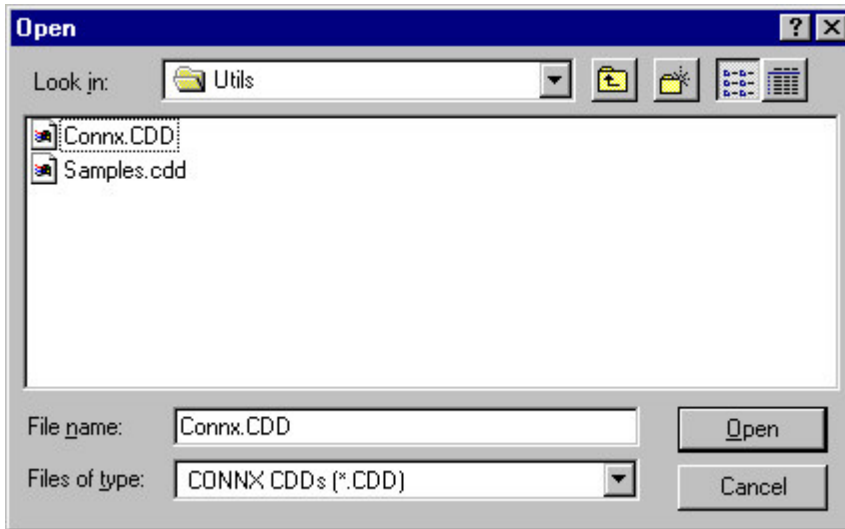 Open
Look in:
Utils
Connx.CDD
Samples.cdd
File name:
Connx.CDD
Open
Files of type:
CONNX CDDs (*.CDD)
Cancel